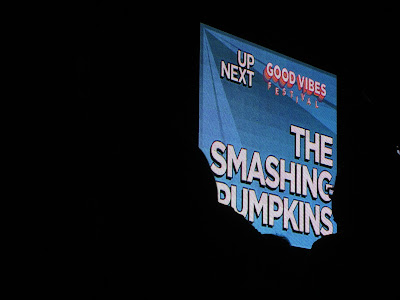 UP
NEXT
GOOD VIBES
FESTIVAL
THE
SMASHING
PUMPKINS